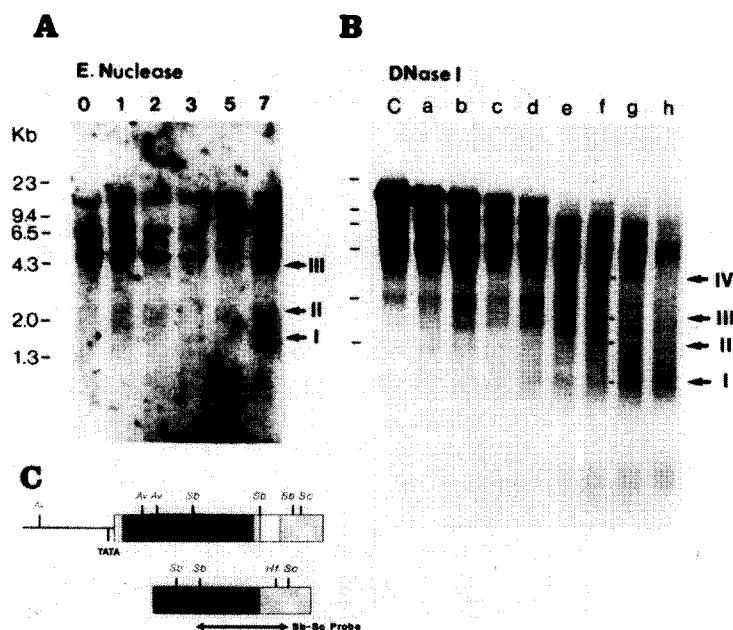 A
E. Nuclease
0 1 2 3 5 7
Kb
23
9.4
6.5
4.3
2.0
1.3
III
II
I
B
DNase I
C a b c d e f g h
IV
III
II
I
C
Av Av Av Sb Sb Sb Sc
TATA
Sb Sb Hf Sc
Sb-Sc Probe